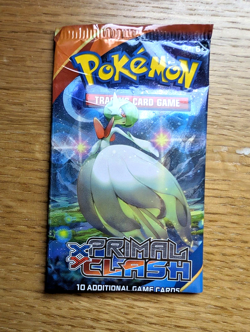 POKéMON
TRADING CARD GAME
XY PRIMAL
CLASH
10 ADDITIONAL GAME CARDS